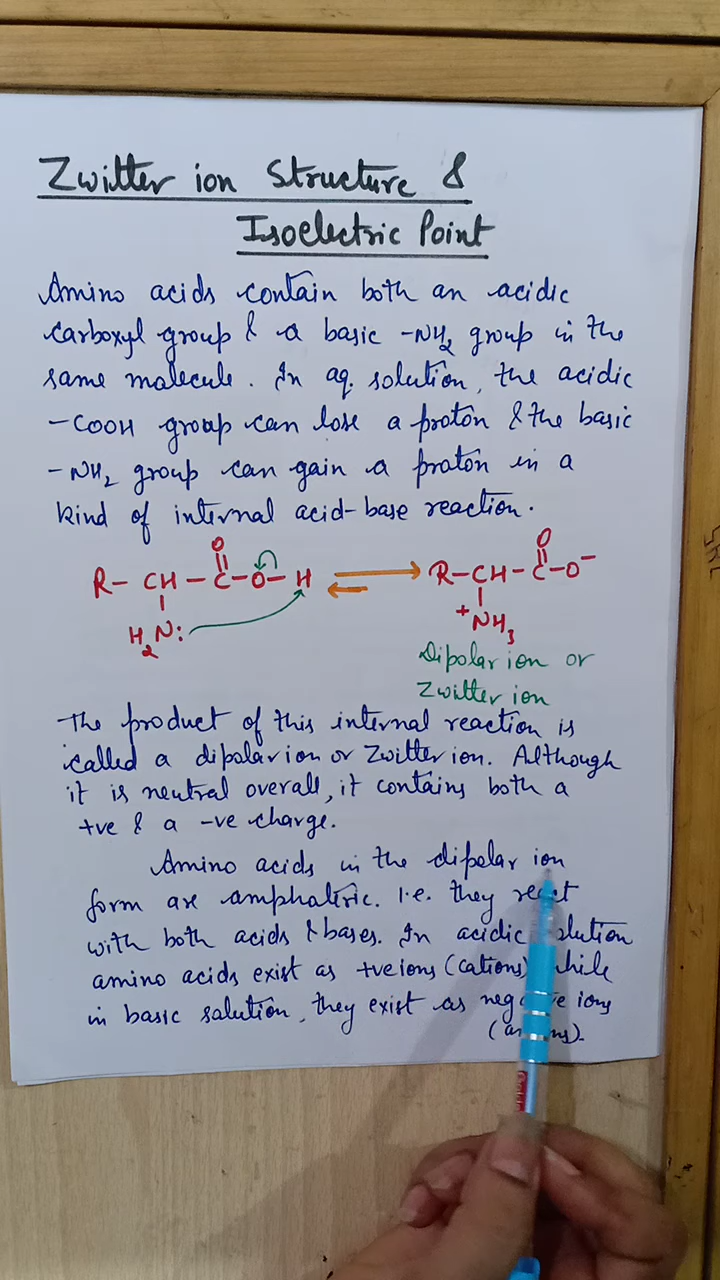 Zwitter ion Structure &
Isoelectric Point
Amino acids contain both an acidic
carboxyl group & a basic -NH2 group in the
same molecule. In aq. solution, the acidic
-COOH group can lose a proton & the basic
-NH2 group can gain a proton in a
kind of internal acid-base reaction.
O O
R- CH - C - O - H R-CH- C-O-
H2N: +NH3
Dipolar ion or
Zwitter ion
The product of this internal reaction is
called a dipolar ion or Zwitter ion. Although
it is neutral overall, it contains both a
+ve & a -ve charge.
Amino acids in the dipolar ion
form are amphateric. i.e. they react
with both acids & bases. In acidic
amino acids exist as +ve ions (cations)
in basic solution, they exist as ions